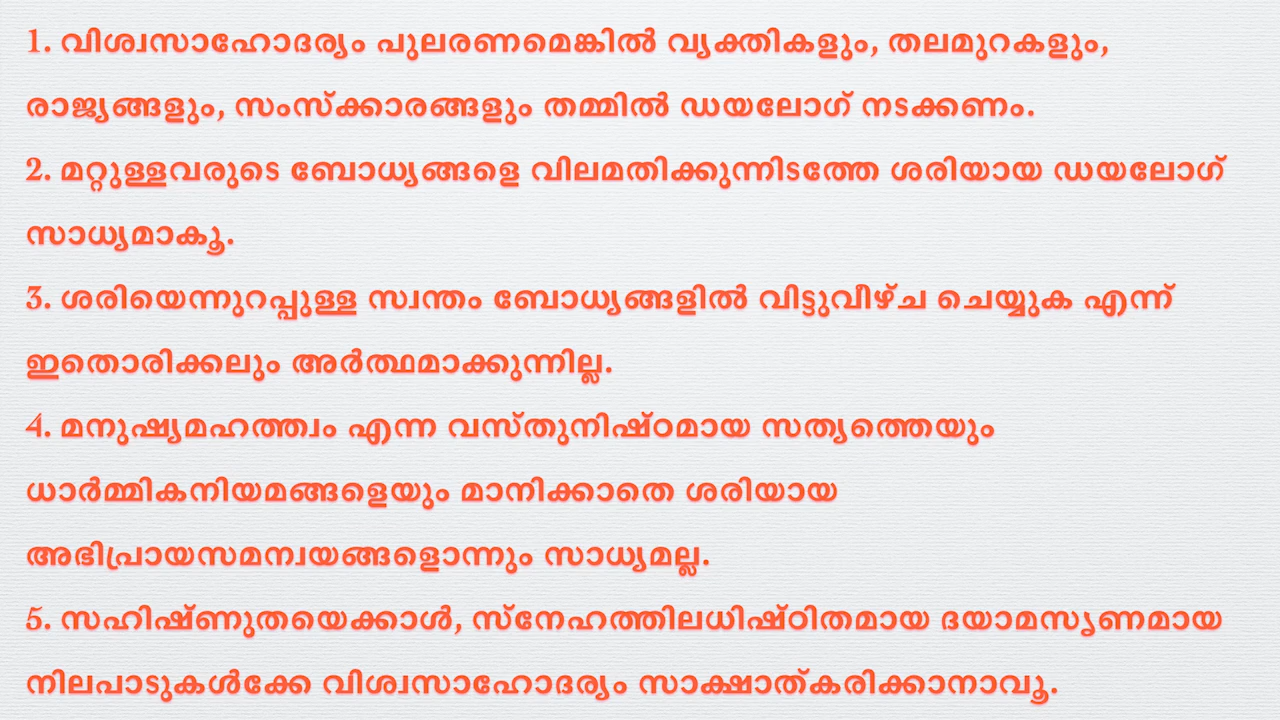 1. വിശ്വസാഹോദര്യം പുലരണമെങ്കിൽ വ്യക്തികളും, തലമുറകളും,
രാജ്യങ്ങളും, സംസ്ക്കാരങ്ങളും തമ്മിൽ ഡയലോഗ് നടക്കണം.
2. മറ്റുള്ളവരുടെ ബോധ്യങ്ങളെ വിലമതിക്കുന്നിടത്തേ ശരിയായ ഡയലോഗ്
സാധ്യമാകൂ.
3. ശരിയെന്നുറപ്പുള്ള സ്വന്തം ബോധ്യങ്ങളിൽ വിട്ടുവീഴ്ച ചെയ്യുക എന്ന്
ഇതൊരിക്കലും അർത്ഥമാക്കുന്നില്ല.
4. മനുഷ്യമഹത്ത്വം എന്ന വസ്തുനിഷ്ഠമായ സത്യത്തെയും
ധാർമ്മികനിയമങ്ങളെയും മാനിക്കാതെ ശരിയായ
അഭിപ്രായസമന്വയങ്ങളൊന്നും സാധ്യമല്ല.
5. സഹിഷ്ണുതയെക്കാൾ, സ്നേഹത്തിലധിഷ്ഠിതമായ ദയാമസൃണമായ
നിലപാടുകൾക്കേ വിശ്വസാഹോദര്യം സാക്ഷാത്കരിക്കാനാവൂ.